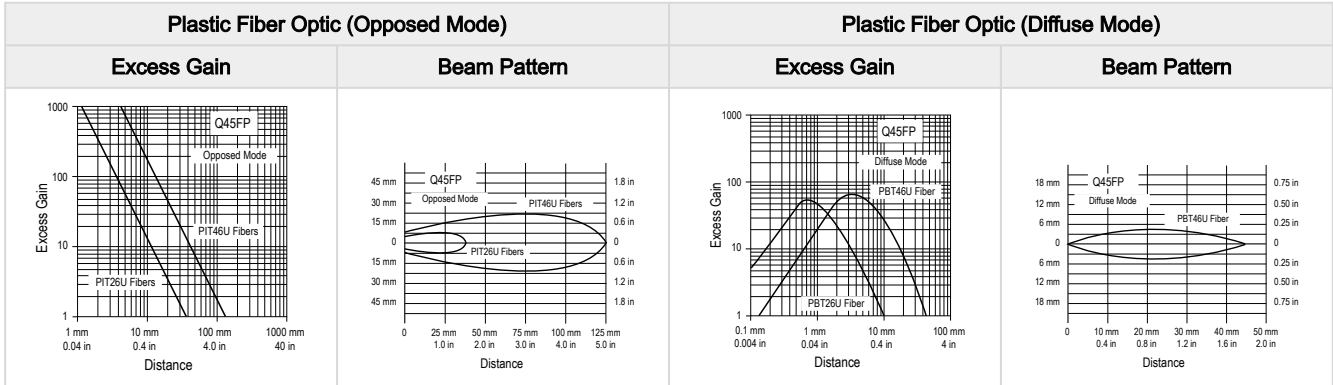 Plastic Fiber Optic (Opposed Mode)
Plastic Fiber Optic (Diffuse Mode)
Excess Gain
Beam Pattern
Excess Gain
Beam Pattern
1000
100
10
1
Excess Gain
Q45FP
Opposed Mode
PIT46U Fibers
PIT26U Fibers
1 mm 10 mm 100 mm 1000 mm
0.04 in 0.4 in 4.0 in 40 in
Distance
45 mm
30 mm
15 mm
0
15 mm
30 mm
45 mm
Q45FP
Opposed Mode
PIT46U Fibers
PIT26U Fibers
1.8 in
1.2 in
0.6 in
0
0.6 in
1.2 in
1.8 in
0 25 mm 50 mm 75 mm 100 mm 125 mm
1.0 in 2.0 in 3.0 in 4.0 in 5.0 in
Distance
1000
100
10
1
Excess Gain
Q45FP
Diffuse Mode
PBT46U Fiber
PBT26U Fiber
0.1 mm 1 mm 10 mm 100 mm
0.004 in 0.04 in 0.4 in 4 in
Distance
18 mm
12 mm
6 mm
0
6 mm
12 mm
18 mm
Q45FP
Diffuse Mode
PBT46U Fiber
0.75 in
0.50 in
0.25 in
0
0.25 in
0.50 in
0.75 in
0 10 mm 20 mm 30 mm 40 mm 50 mm
0.4 in 0.8 in 1.2 in 1.6 in 2.0 in
Distance